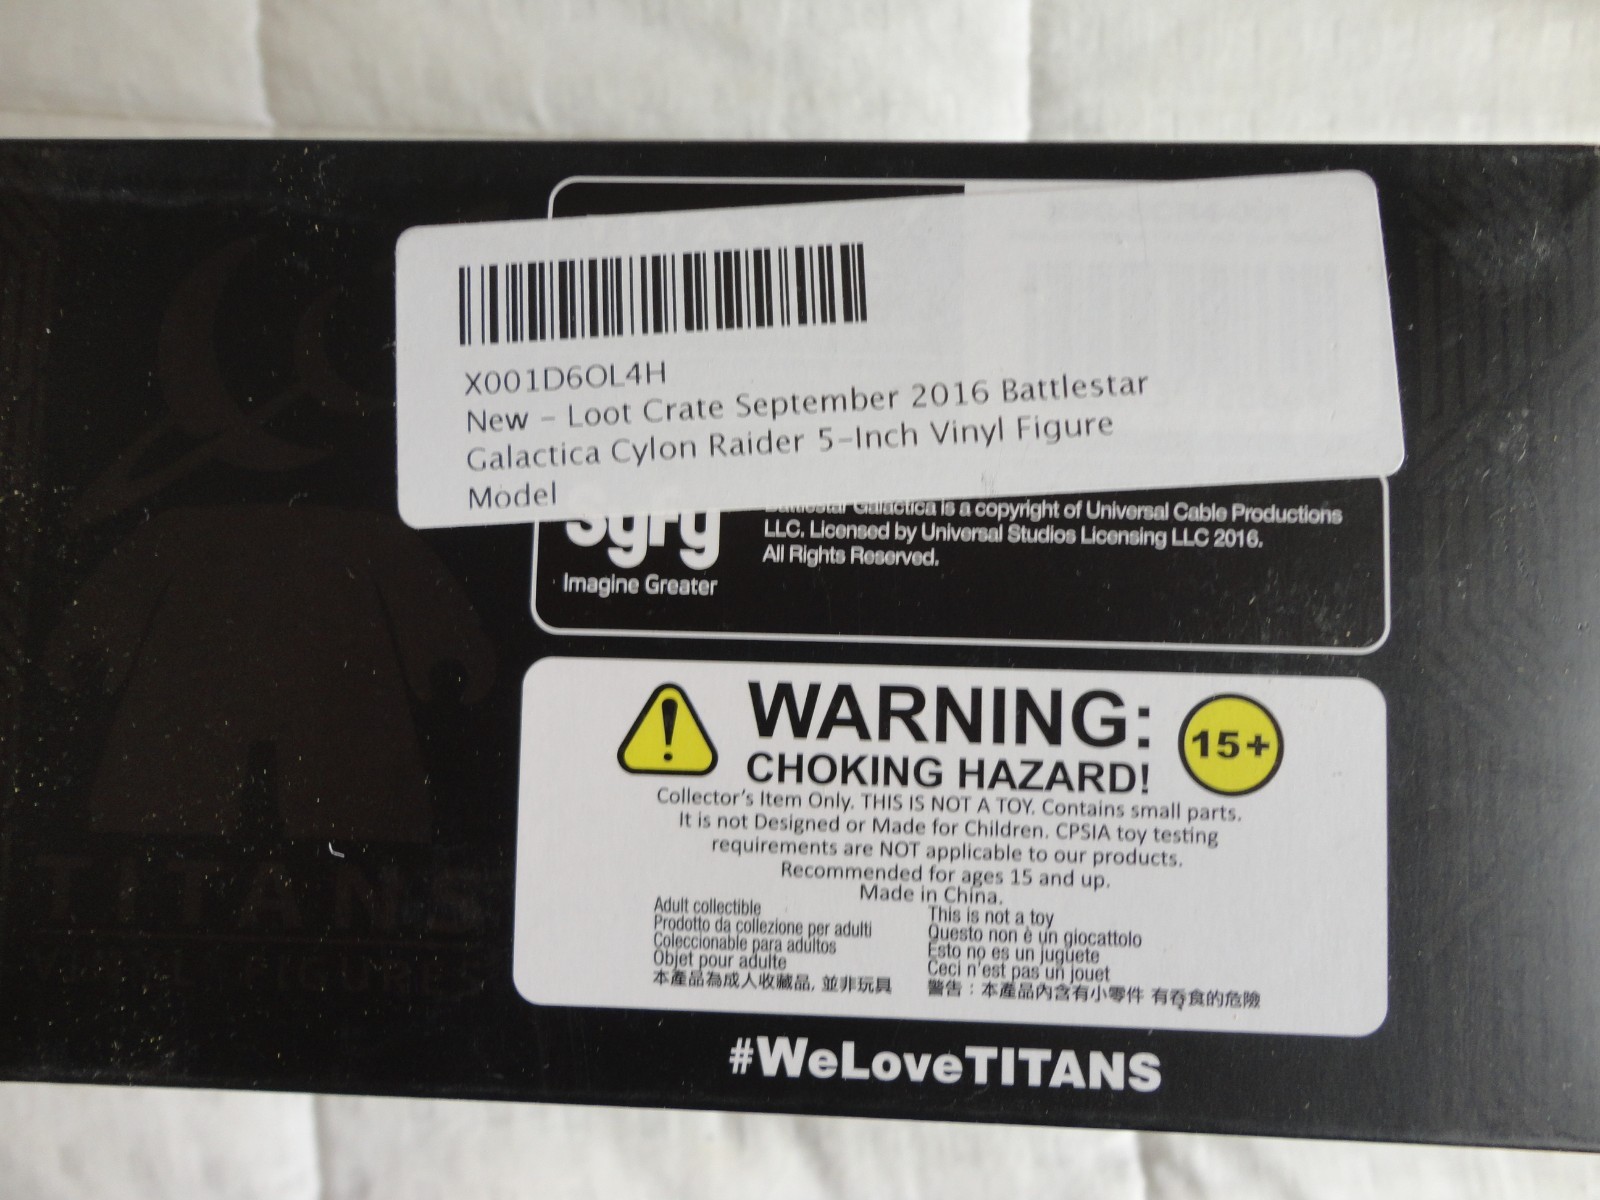 X001D6OL4H
New - Loot Crate September 2016 Battlestar
Galactica Cylon Raider 5-Inch Vinyl Figure
Model
Syfy
Imagine Greater
Battlestar Galactica is a copyright of Universal Cable Productions
LLC. Licensed by Universal Studios Licensing LLC 2016.
All Rights Reserved.
WARNING:
CHOKING HAZARD!
15+
Collector's Item Only. THIS IS NOT A TOY. Contains small parts.
It is not Designed or Made for Children. CPSIA toy testing
requirements are NOT applicable to our products.
Recommended for ages 15 and up.
Made in China.
Adult collectible
Prodotto da collezione per adulti
Coleccionable para adultos
Objet pour adulte
本產品為成人收藏品, 並非玩具
This is not a toy
Questo non è un giocattolo
Esto no es un juguete
Ceci n'est pas un jouet
警告：本產品內含有小零件 有吞食的危險
#WeLoveTITANS
TITANS
VINYL FIGURES